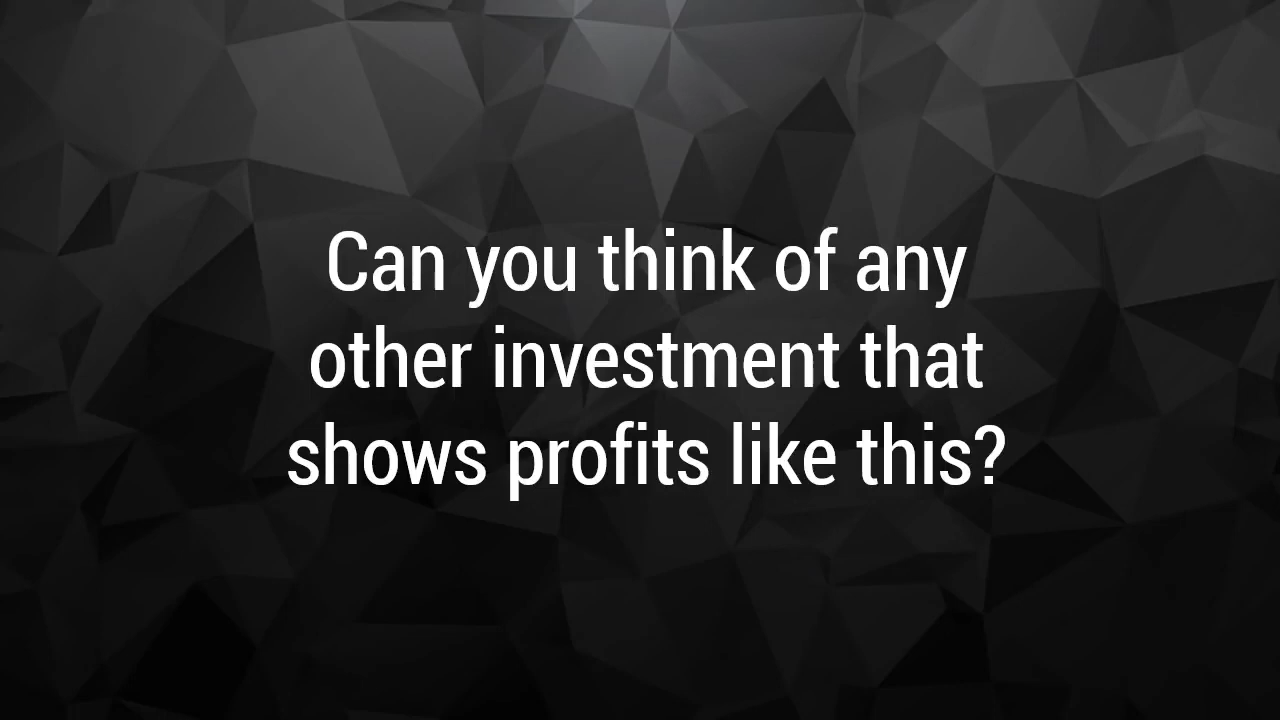 Can you think of any
other investment that
shows profits like this?